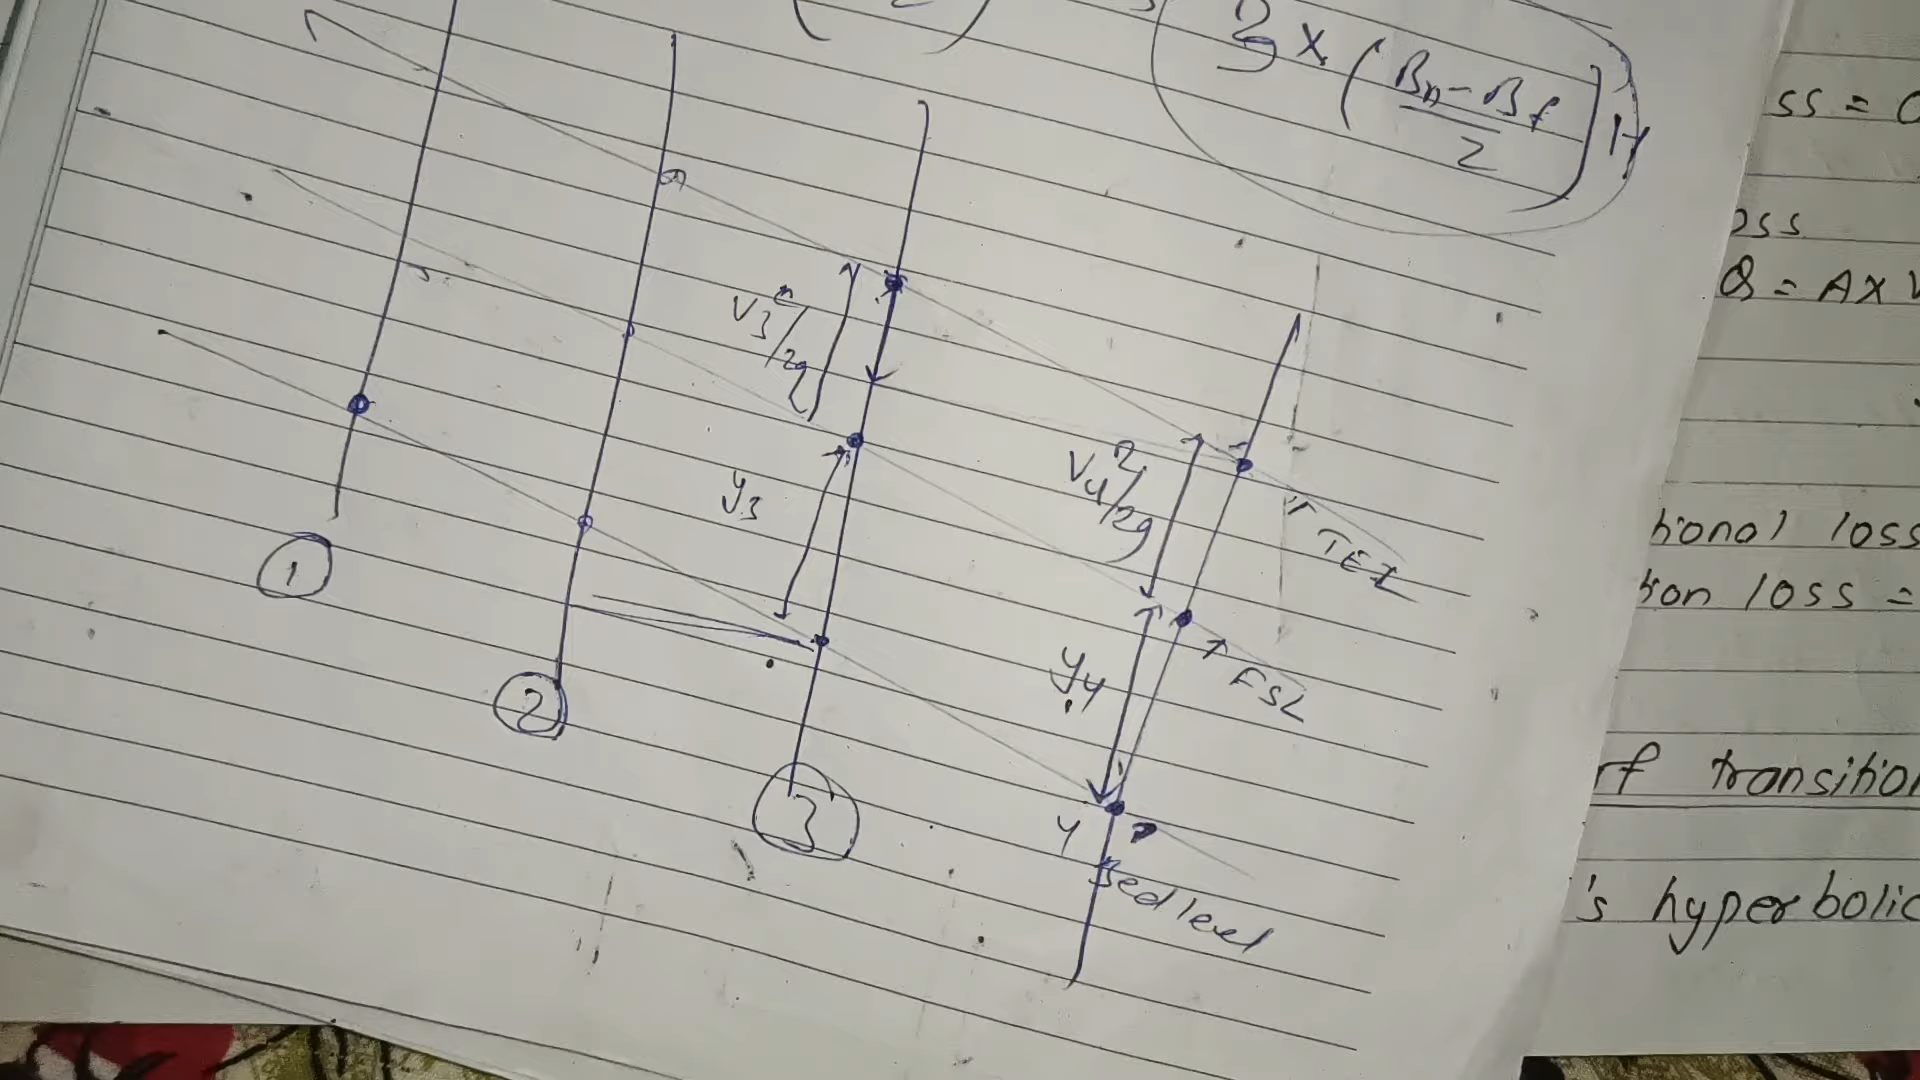 2g × (Bn - Bf / 2)] H
V3²/2g
y3
V4²/2g
y4
TEL
FSL
Bed level
1
2
3
4
ss =
oss
Q = A×V
tional loss
tion loss =
of transition
's hyperbolic